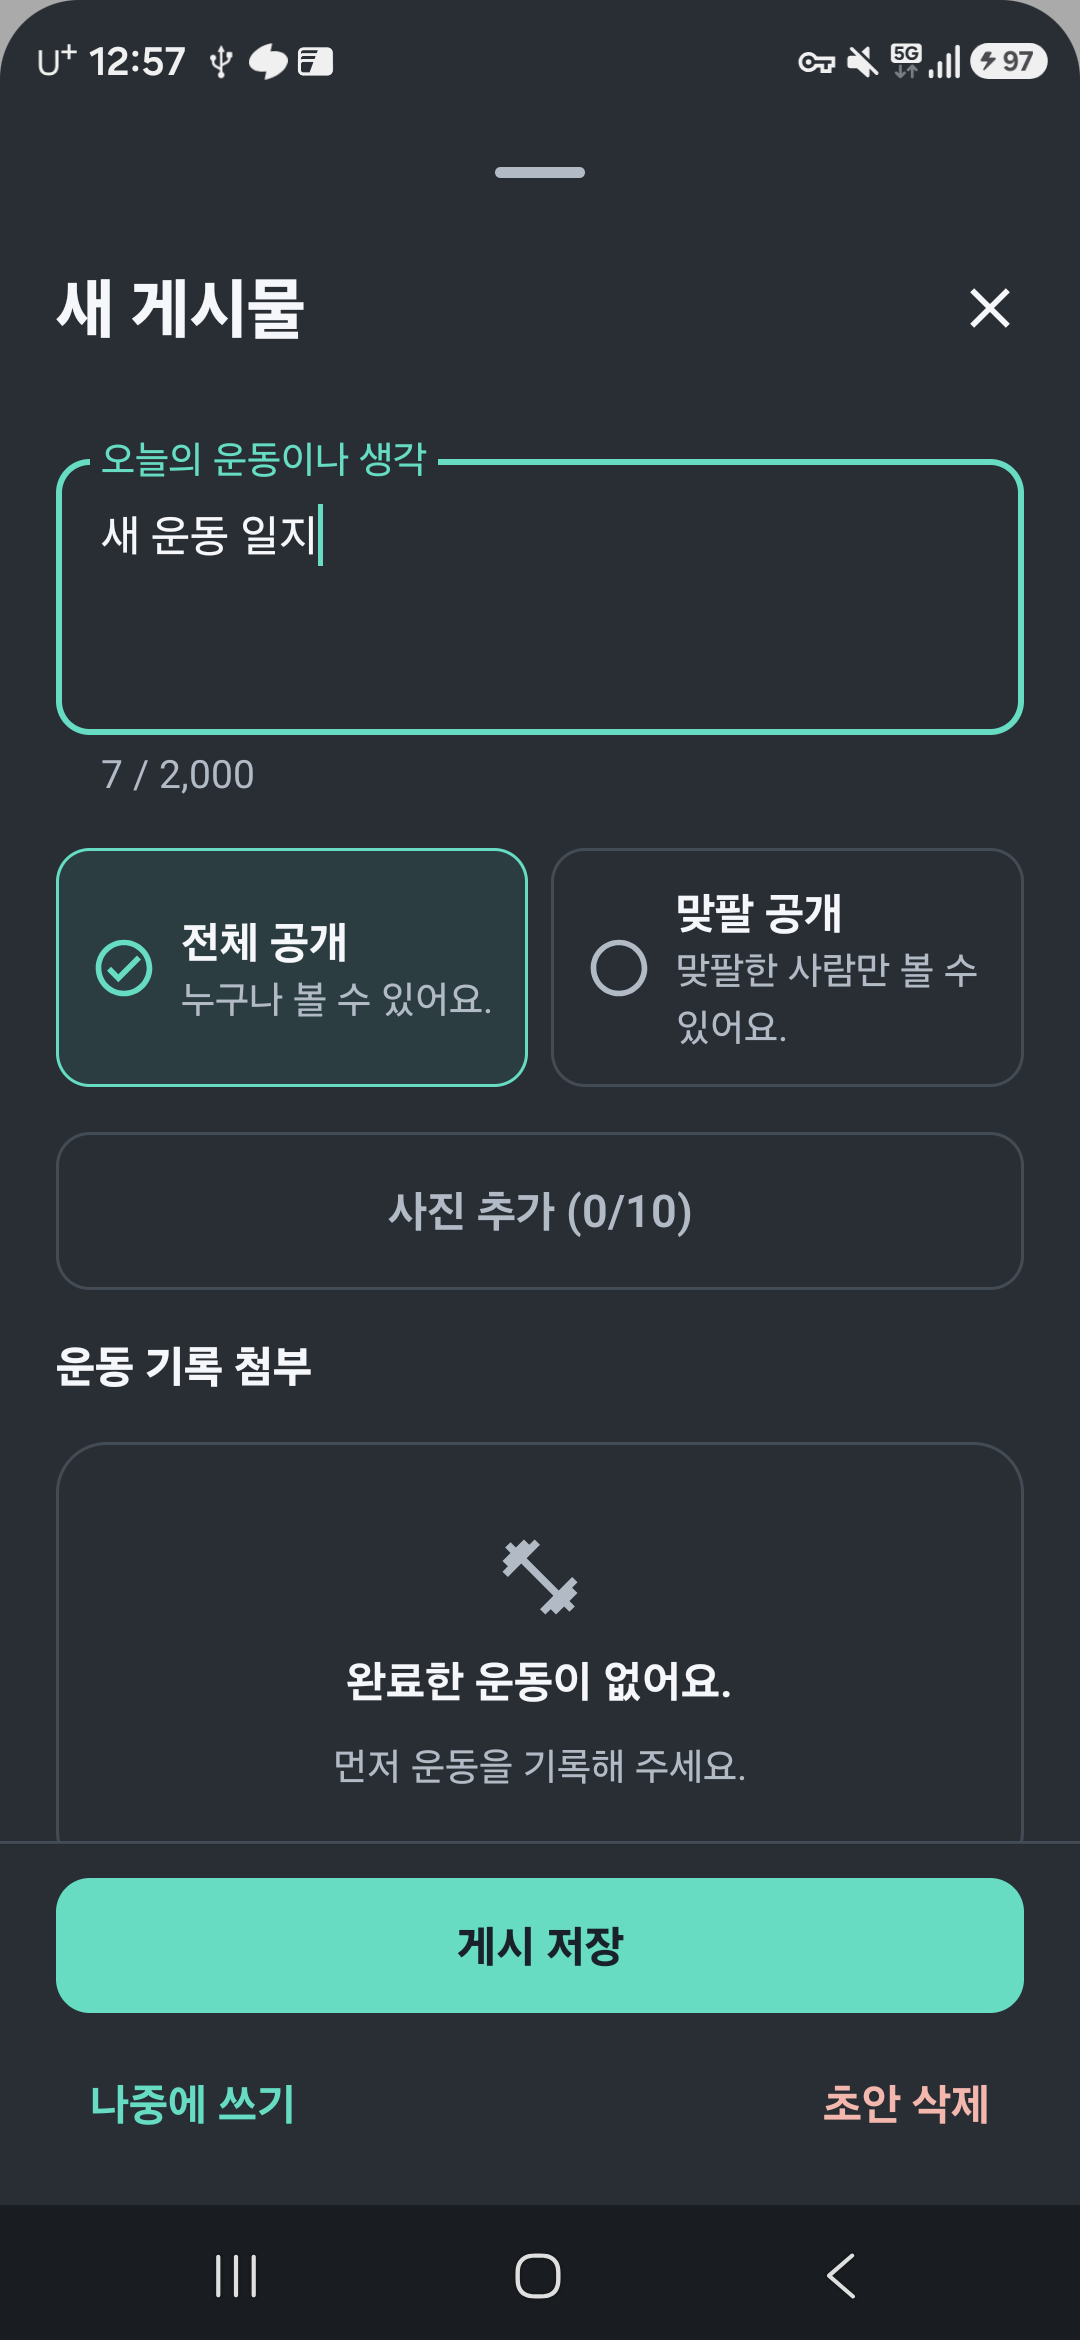 U+ 12:57 5G 97
새 게시물
오늘의 운동이나 생각
새 운동 일지
7 / 2,000
전체 공개
누구나 볼 수 있어요.
맞팔 공개
맞팔한 사람만 볼 수
있어요.
사진 추가 (0/10)
운동 기록 첨부
완료한 운동이 없어요.
먼저 운동을 기록해 주세요.
게시 저장
나중에 쓰기
초안 삭제